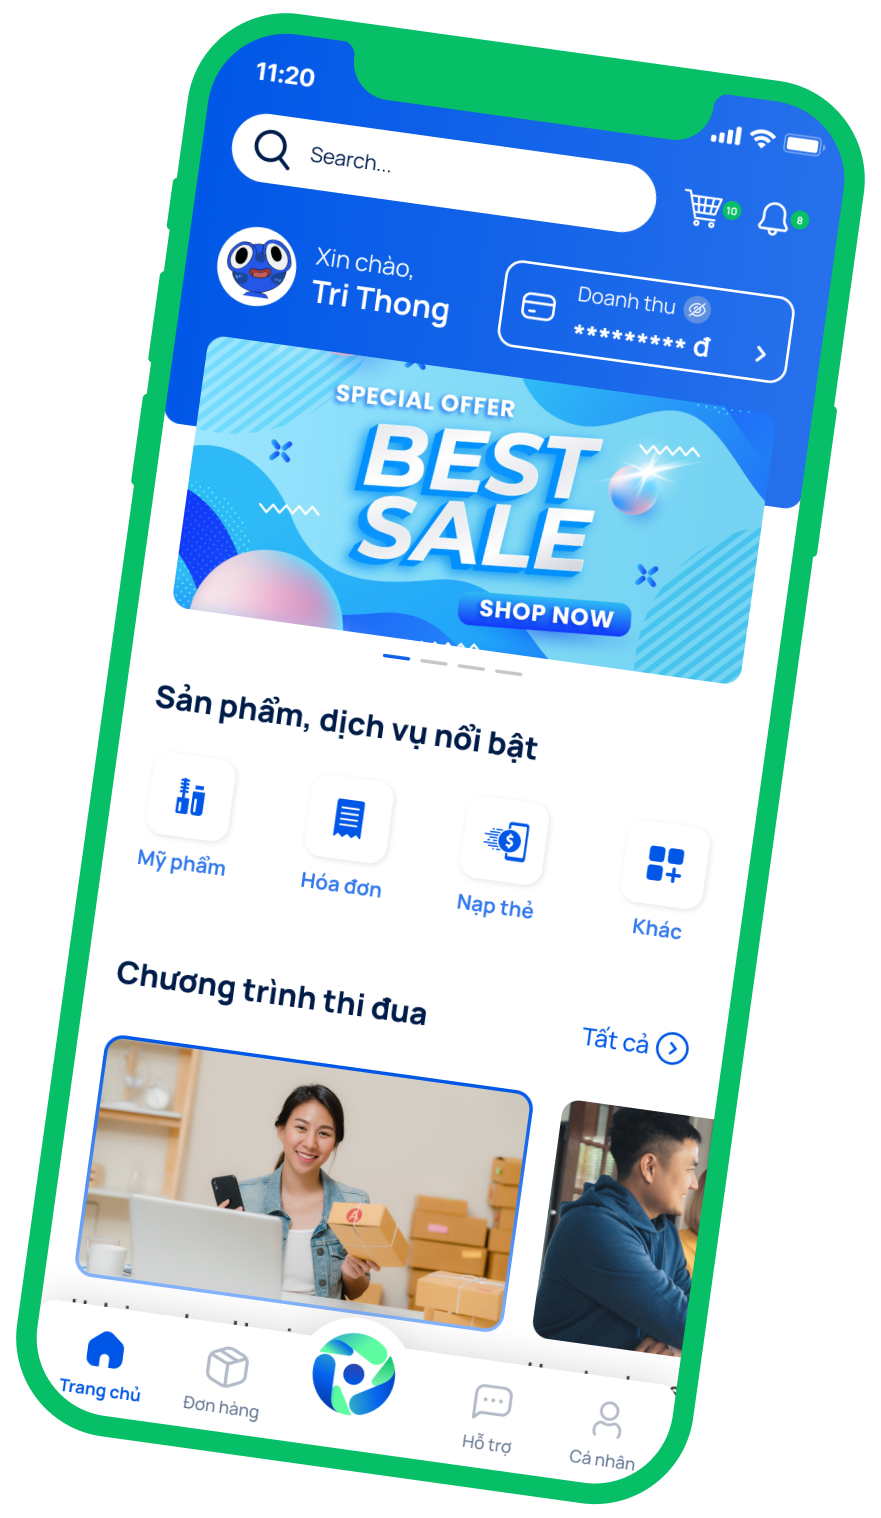 11:20
Search...
10
8
Xin chào,
Tri Thong
Doanh thu
********* đ
SPECIAL OFFER
BEST
SALE
SHOP NOW
Sản phẩm, dịch vụ nổi bật
Mỹ phẩm
Hóa đơn
Nạp thẻ
Khác
Chương trình thi đua
Tất cả
Trang chủ
Đơn hàng
Hỗ trợ
Cá nhân